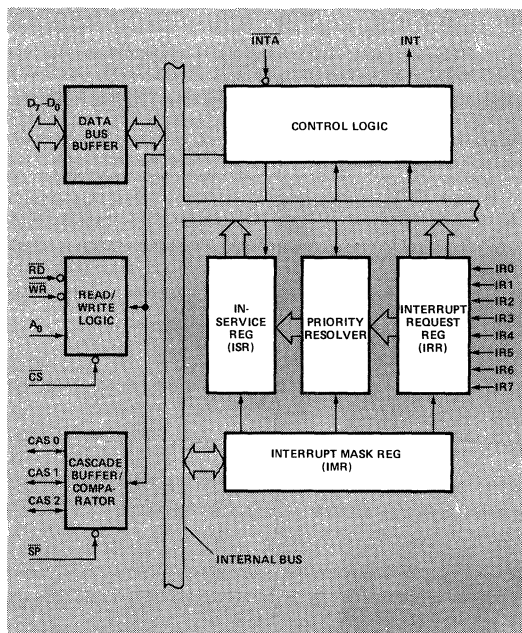 INTA INT
D7-D0
DATA
BUS
BUFFER
CONTROL LOGIC
RD
WR
A0
CS
READ/
WRITE
LOGIC
IN-
SERVICE
REG
(ISR)
PRIORITY
RESOLVER
INTERRUPT
REQUEST
REG
(IRR)
IR0
IR1
IR2
IR3
IR4
IR5
IR6
IR7
CAS 0
CAS 1
CAS 2
SP
CASCADE
BUFFER/
COMPA-
RATOR
INTERRUPT MASK REG
(IMR)
INTERNAL BUS